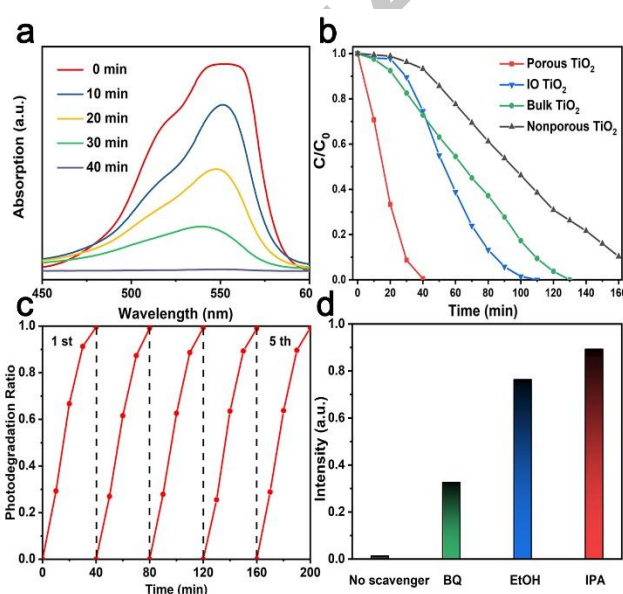 a
0 min
10 min
20 min
30 min
40 min
Absorption (a.u.)
450 500 550 60
Wavelength (nm)
b
Porous TiO₂
IO TiO₂
Bulk TiO₂
Nonporous TiO₂
C/C₀
1.0
0.8
0.6
0.4
0.2
0.0
0 20 40 60 80 100 120 140 160
Time (min)
c
1 st
5 th
Photodegradation Ratio
1.0
0.8
0.6
0.4
0.2
0.0
0 40 80 120 160 200
Time (min)
d
Intensity (a.u.)
1.0
0.8
0.6
0.4
0.2
0.0
No scavenger BQ EtOH IPA